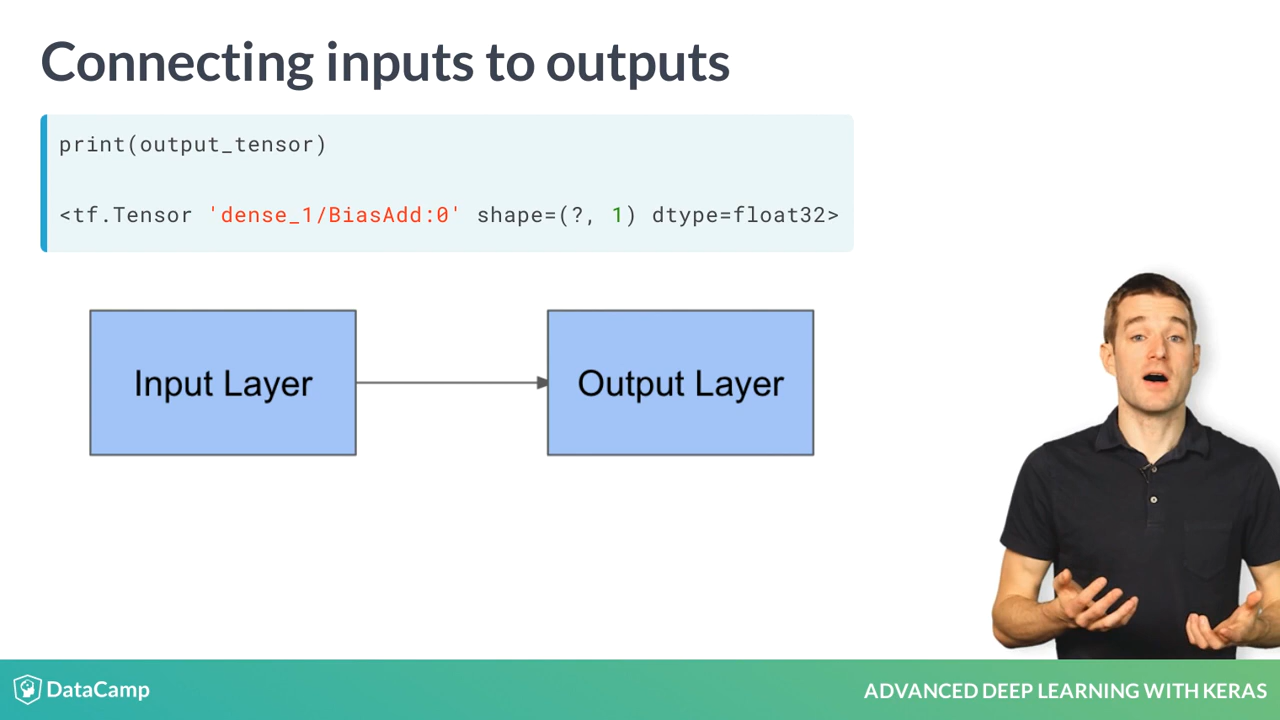 Connecting inputs to outputs
print(output_tensor)
<tf.Tensor 'dense_1/BiasAdd:0' shape=(?, 1) dtype=float32>
Input Layer
Output Layer
DataCamp
ADVANCED DEEP LEARNING WITH KERAS